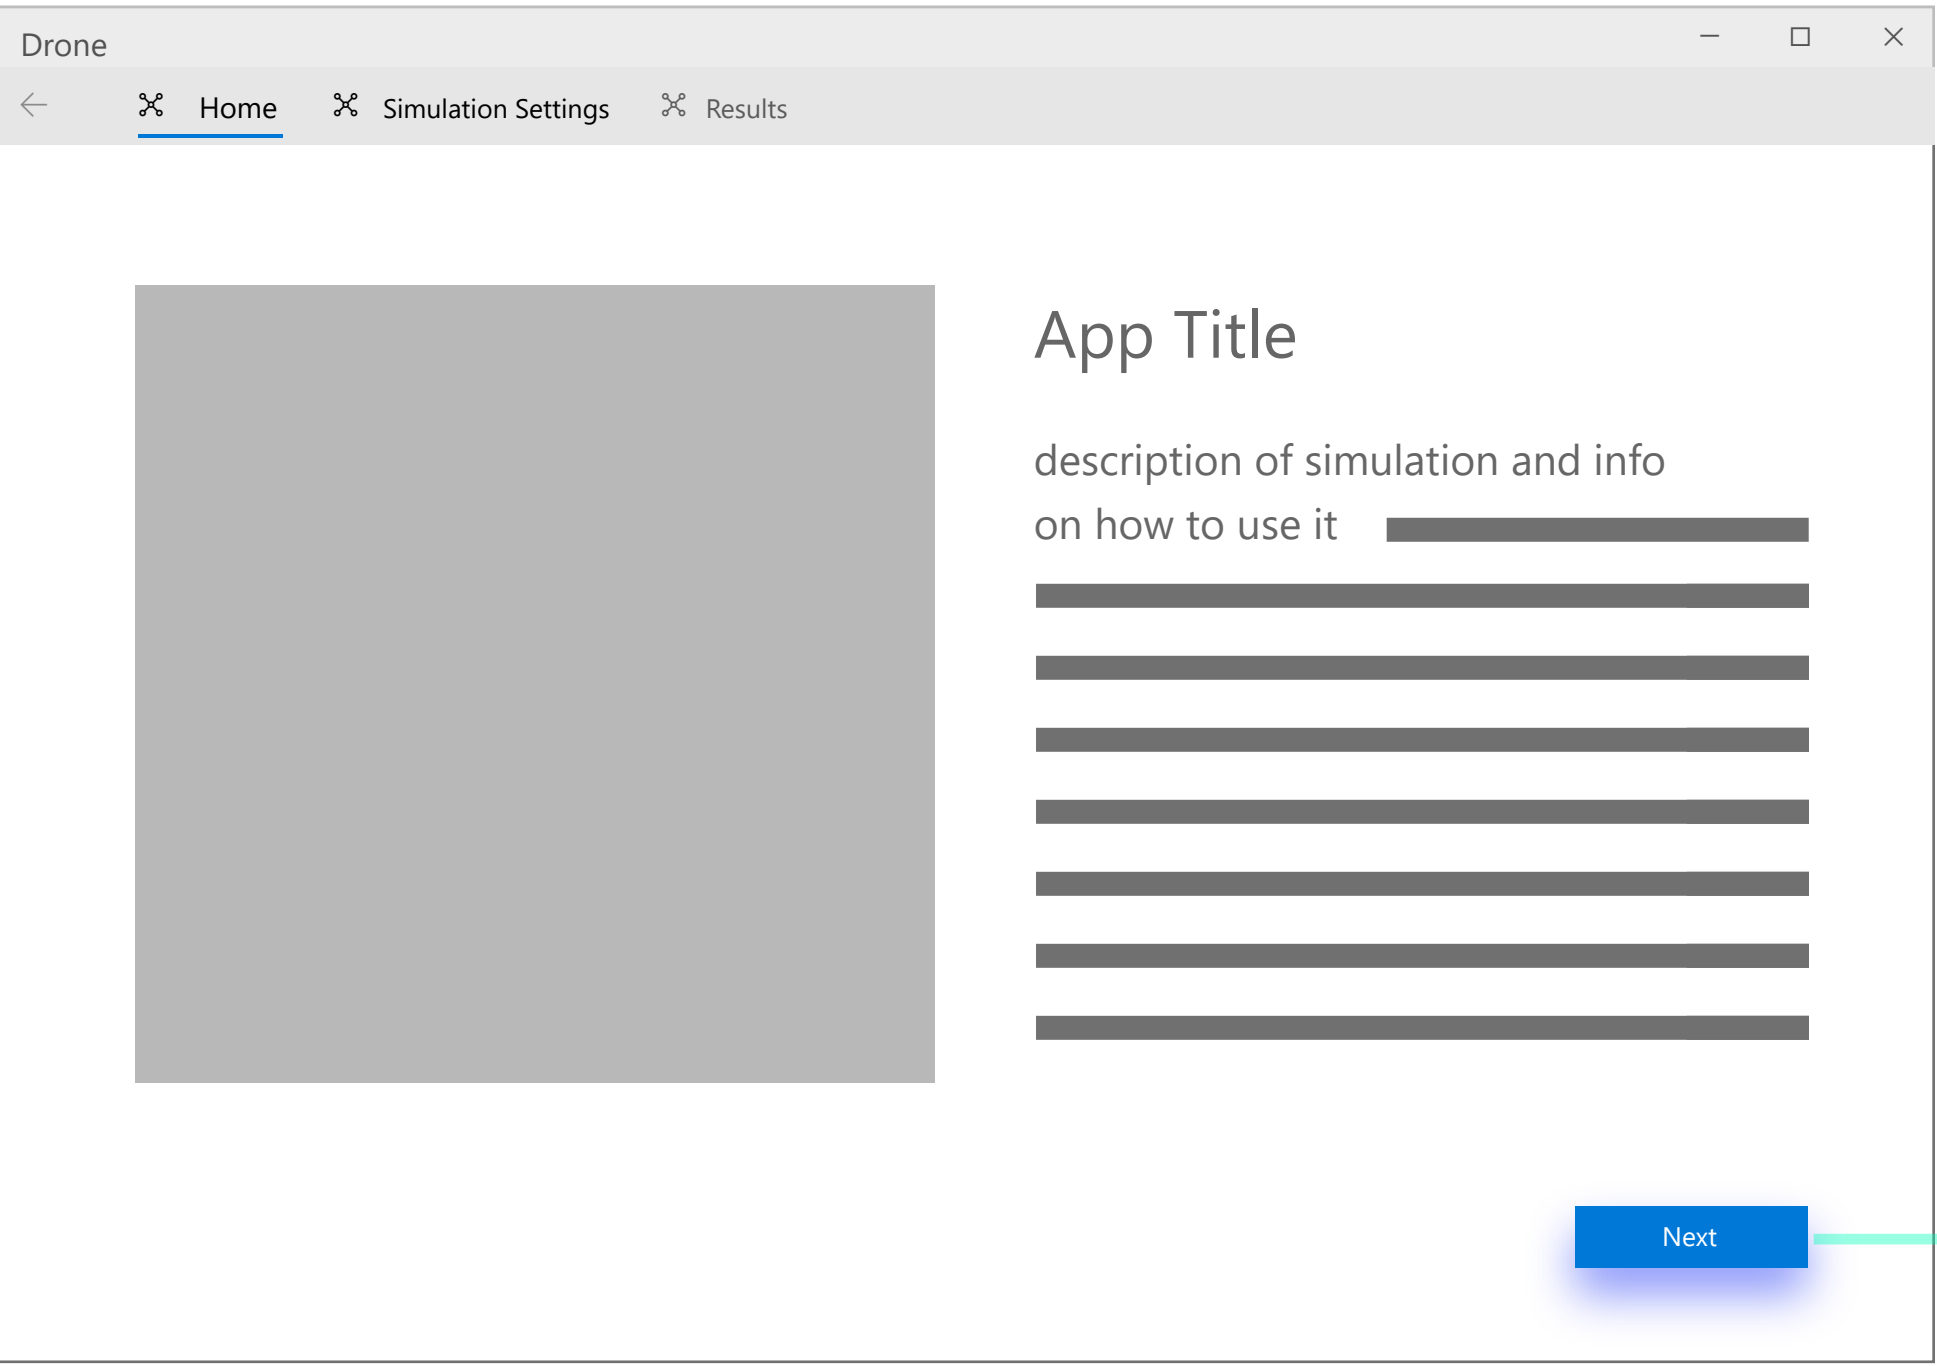 Drone
Home
Simulation Settings
Results
App Title
description of simulation and info
on how to use it
Next